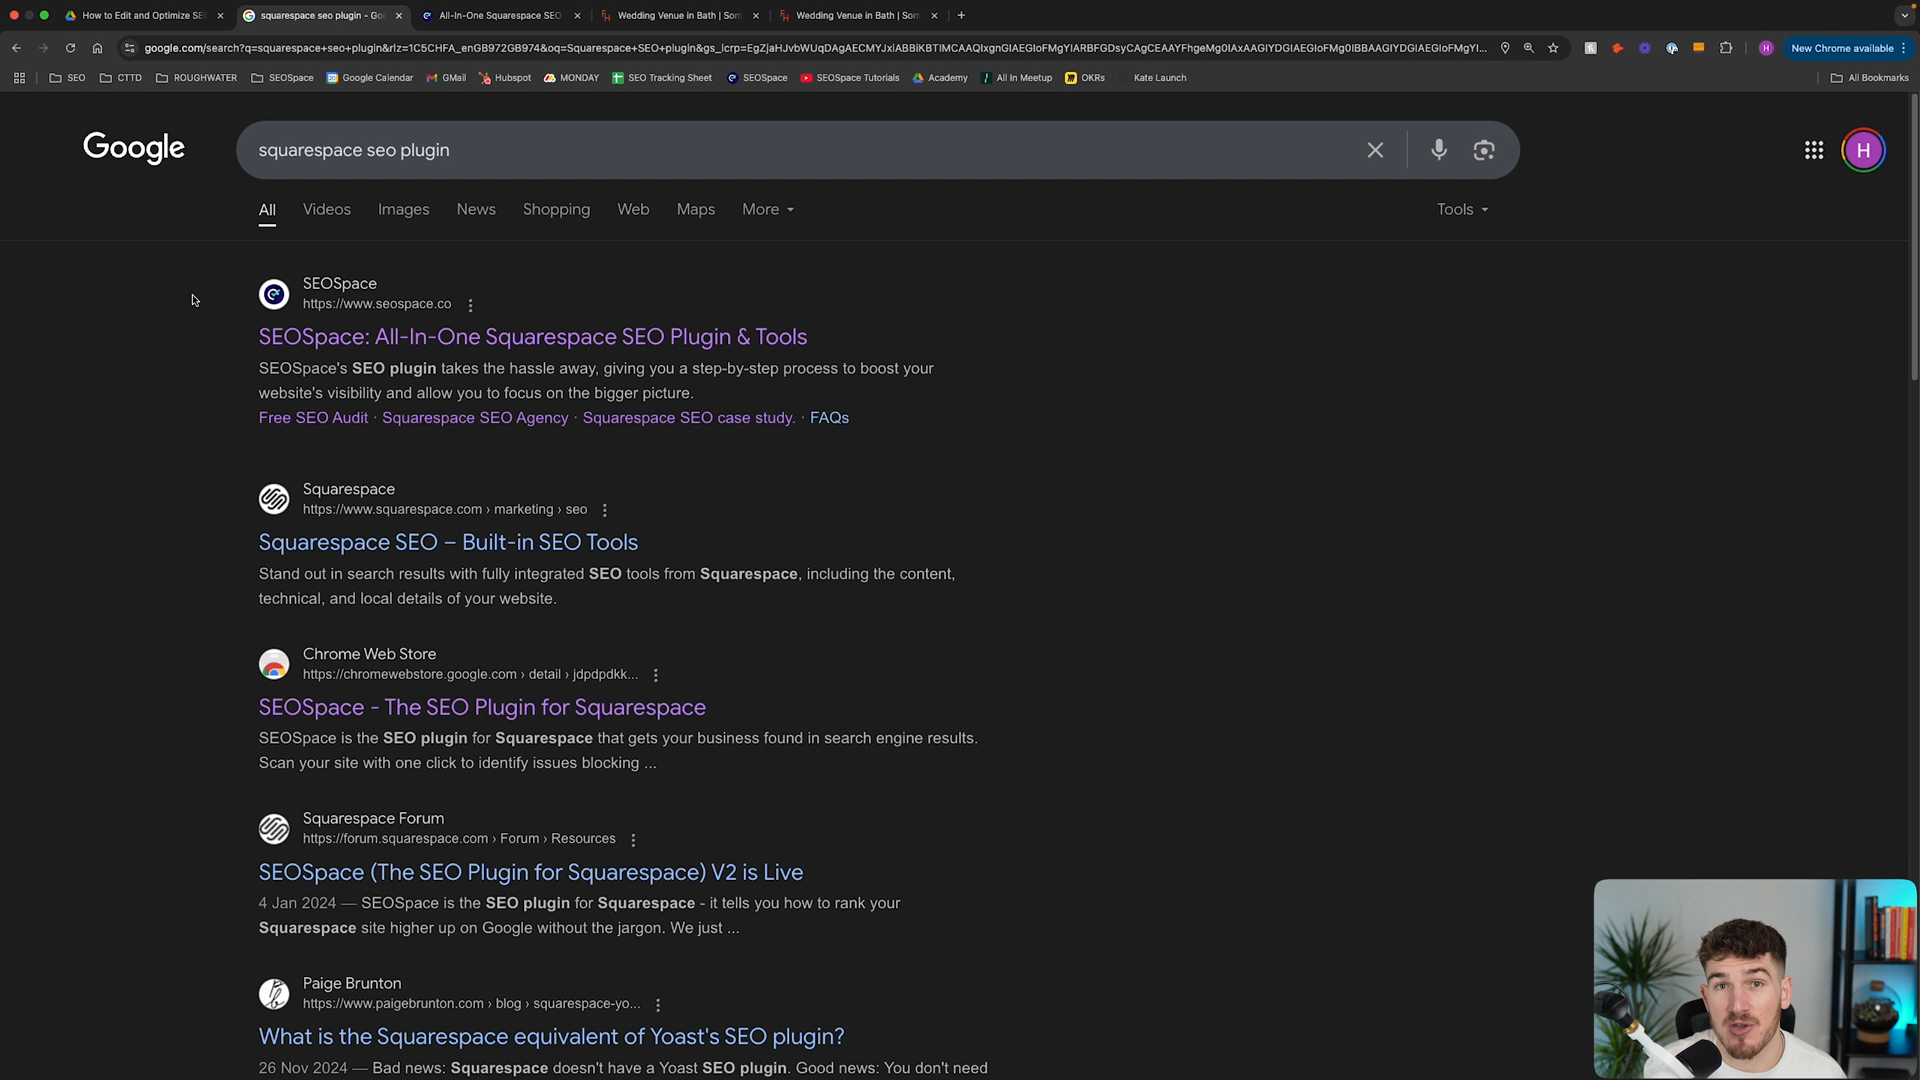 How to Edit and Optimize SE
squarespace seo plugin - Goo
All-In-One Squarespace SEO
Wedding Venue in Bath | Som
Wedding Venue in Bath | Som
google.com/search?q=squarespace+seo+plugin&rlz=1C5CHFA_enGB972GB974&oq=Squarespace+SEO+plugin&gs_lcrp=
New Chrome available
SEO
CTTD
ROUGHWATER
SEOSpace
Google Calendar
GMail
Hubspot
MONDAY
SEO Tracking Sheet
SEOSpace
SEOSpace Tutorials
Academy
All In Meetup
OKRs
Kate Launch
All Bookmarks
Google
squarespace seo plugin
H
All
Videos
Images
News
Shopping
Web
Maps
More
Tools
SEOSpace
https://www.seospace.co
SEOSpace: All-In-One Squarespace SEO Plugin & Tools
SEOSpace's SEO plugin takes the hassle away, giving you a step-by-step process to boost your
website's visibility and allow you to focus on the bigger picture.
Free SEO Audit · Squarespace SEO Agency · Squarespace SEO case study. · FAQs
Squarespace
https://www.squarespace.com › marketing › seo
Squarespace SEO – Built-in SEO Tools
Stand out in search results with fully integrated SEO tools from Squarespace, including the content,
technical, and local details of your website.
Chrome Web Store
https://chromewebstore.google.com › detail › jdpdpdkk...
SEOSpace - The SEO Plugin for Squarespace
SEOSpace is the SEO plugin for Squarespace that gets your business found in search engine results.
Scan your site with one click to identify issues blocking ...
Squarespace Forum
https://forum.squarespace.com › Forum › Resources
SEOSpace (The SEO Plugin for Squarespace) V2 is Live
4 Jan 2024 — SEOSpace is the SEO plugin for Squarespace - it tells you how to rank your
Squarespace site higher up on Google without the jargon. We just ...
Paige Brunton
https://www.paigebrunton.com › blog › squarespace-yo...
What is the Squarespace equivalent of Yoast's SEO plugin?
26 Nov 2024 — Bad news: Squarespace doesn't have a Yoast SEO plugin. Good news: You don't need